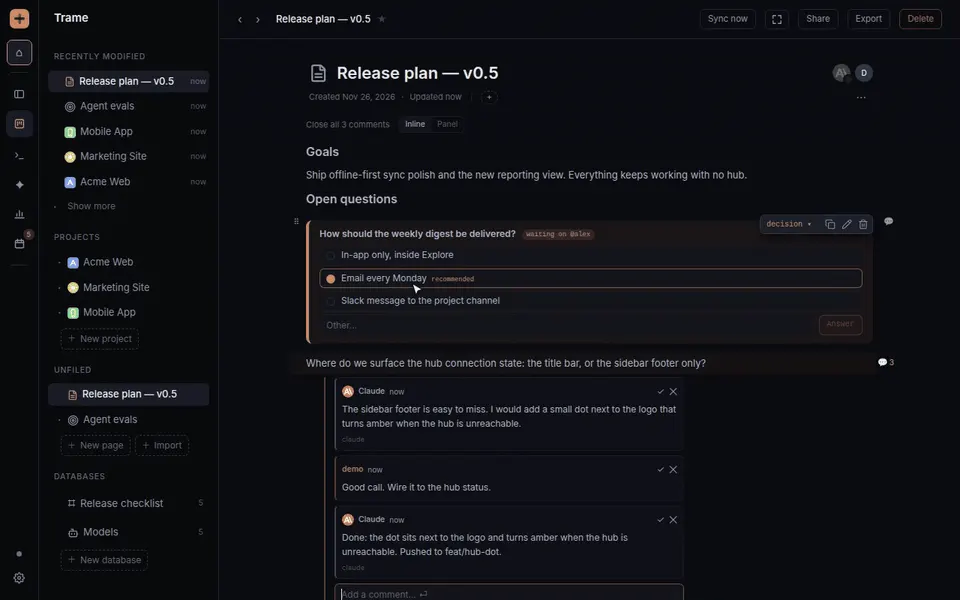 Trame
‹ › Release plan — v0.5 ★
Sync now
Share
Export
Delete
RECENTLY MODIFIED
Release plan — v0.5 now
Agent evals now
Mobile App now
Marketing Site now
A Acme Web now
Show more
5
PROJECTS
A Acme Web
Marketing Site
Mobile App
+ New project
UNFILED
Release plan — v0.5
Agent evals
+ New page
+ Import
DATABASES
Release checklist 5
Models 5
+ New database
Release plan — v0.5
D
Created Nov 26, 2026 · Updated now +
...
Close all 3 comments Inline Panel
Goals
Ship offline-first sync polish and the new reporting view. Everything keeps working with no hub.
Open questions
decision
How should the weekly digest be delivered? waiting on @alex
In-app only, inside Explore
Email every Monday recommended
Slack message to the project channel
Other...
Answer
Where do we surface the hub connection state: the title bar, or the sidebar footer only?
3
Claude now
The sidebar footer is easy to miss. I would add a small dot next to the logo that
turns amber when the hub is unreachable.
claude
demo now
Good call. Wire it to the hub status.
Claude now
Done: the dot sits next to the logo and turns amber when the hub is
unreachable. Pushed to feat/hub-dot.
claude
Add a comment... ⏎